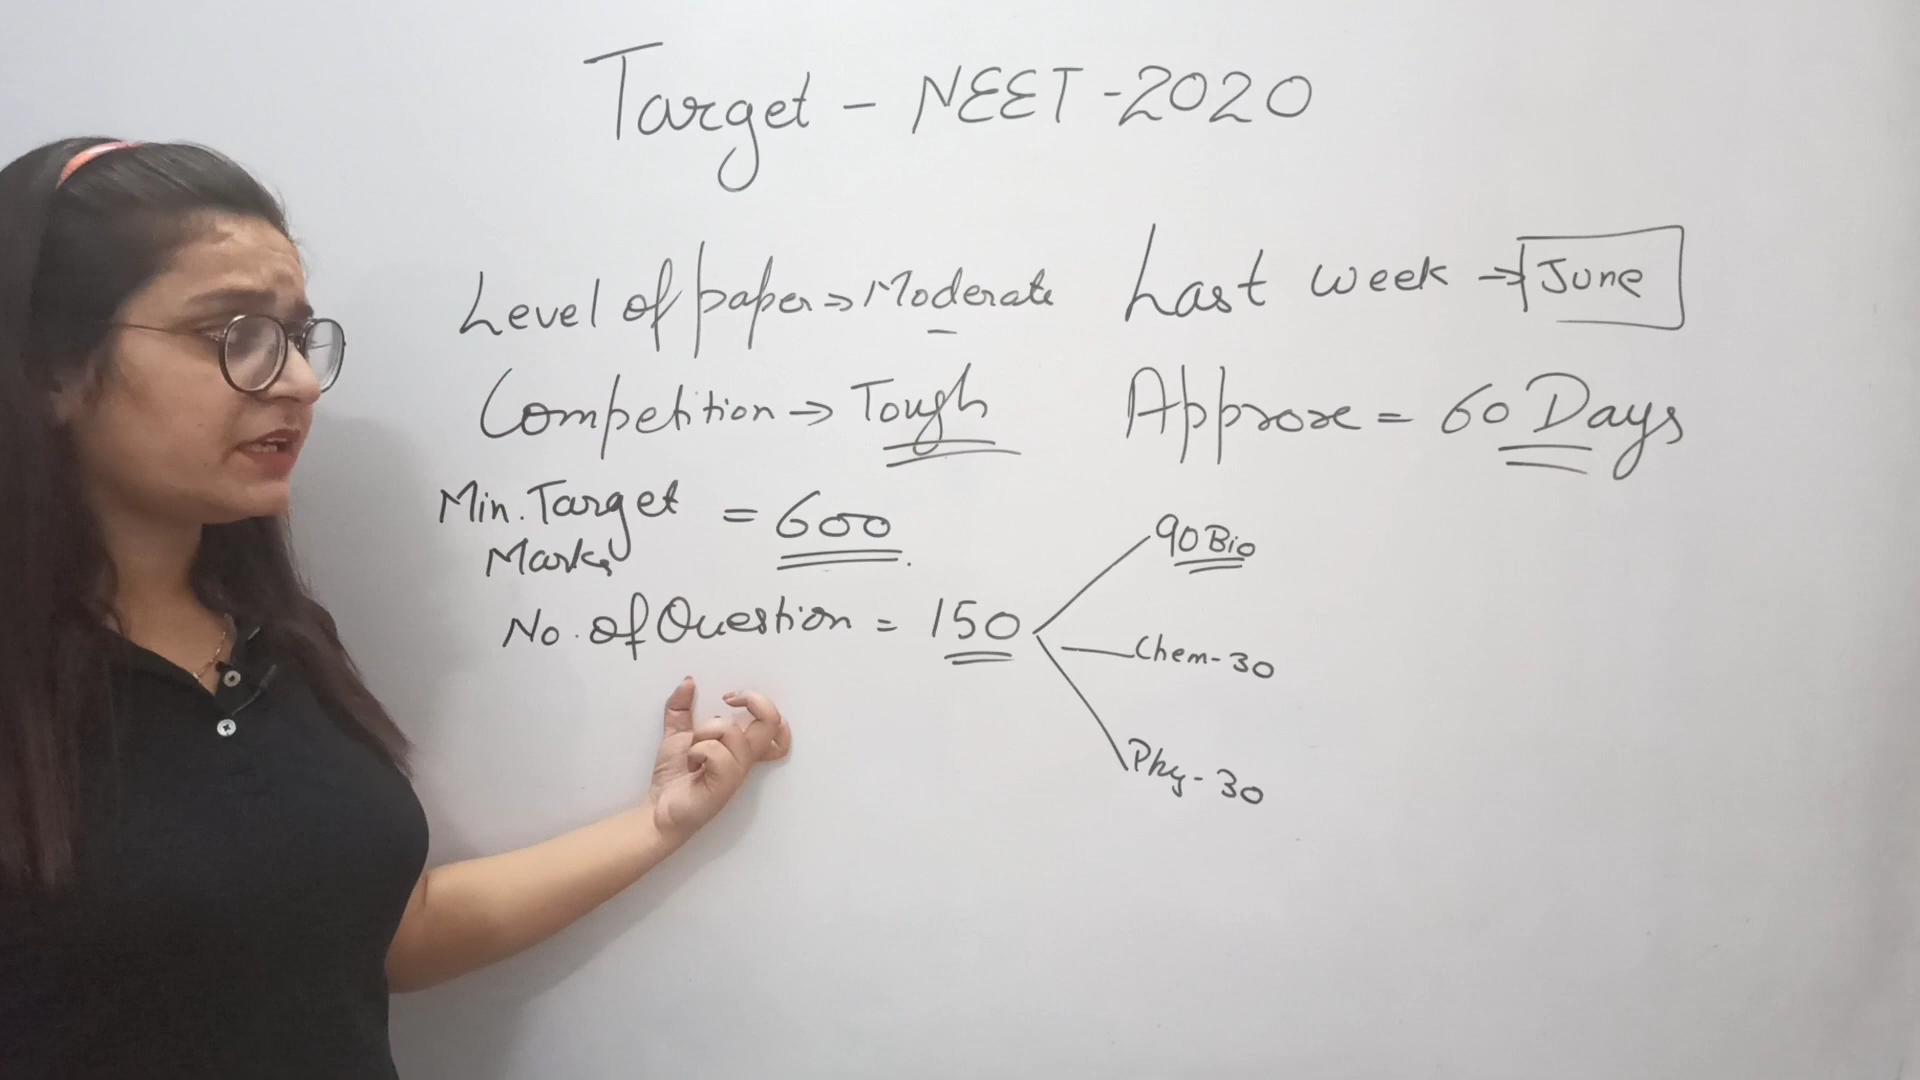 Target - NEET-2020
Level of paper → Moderate
Competition → Tough
Min. Target Marks = 600.
No. of Question = 150
Last week → June
Approxe = 60 Days
90 Bio
Chem-30
Phy-30